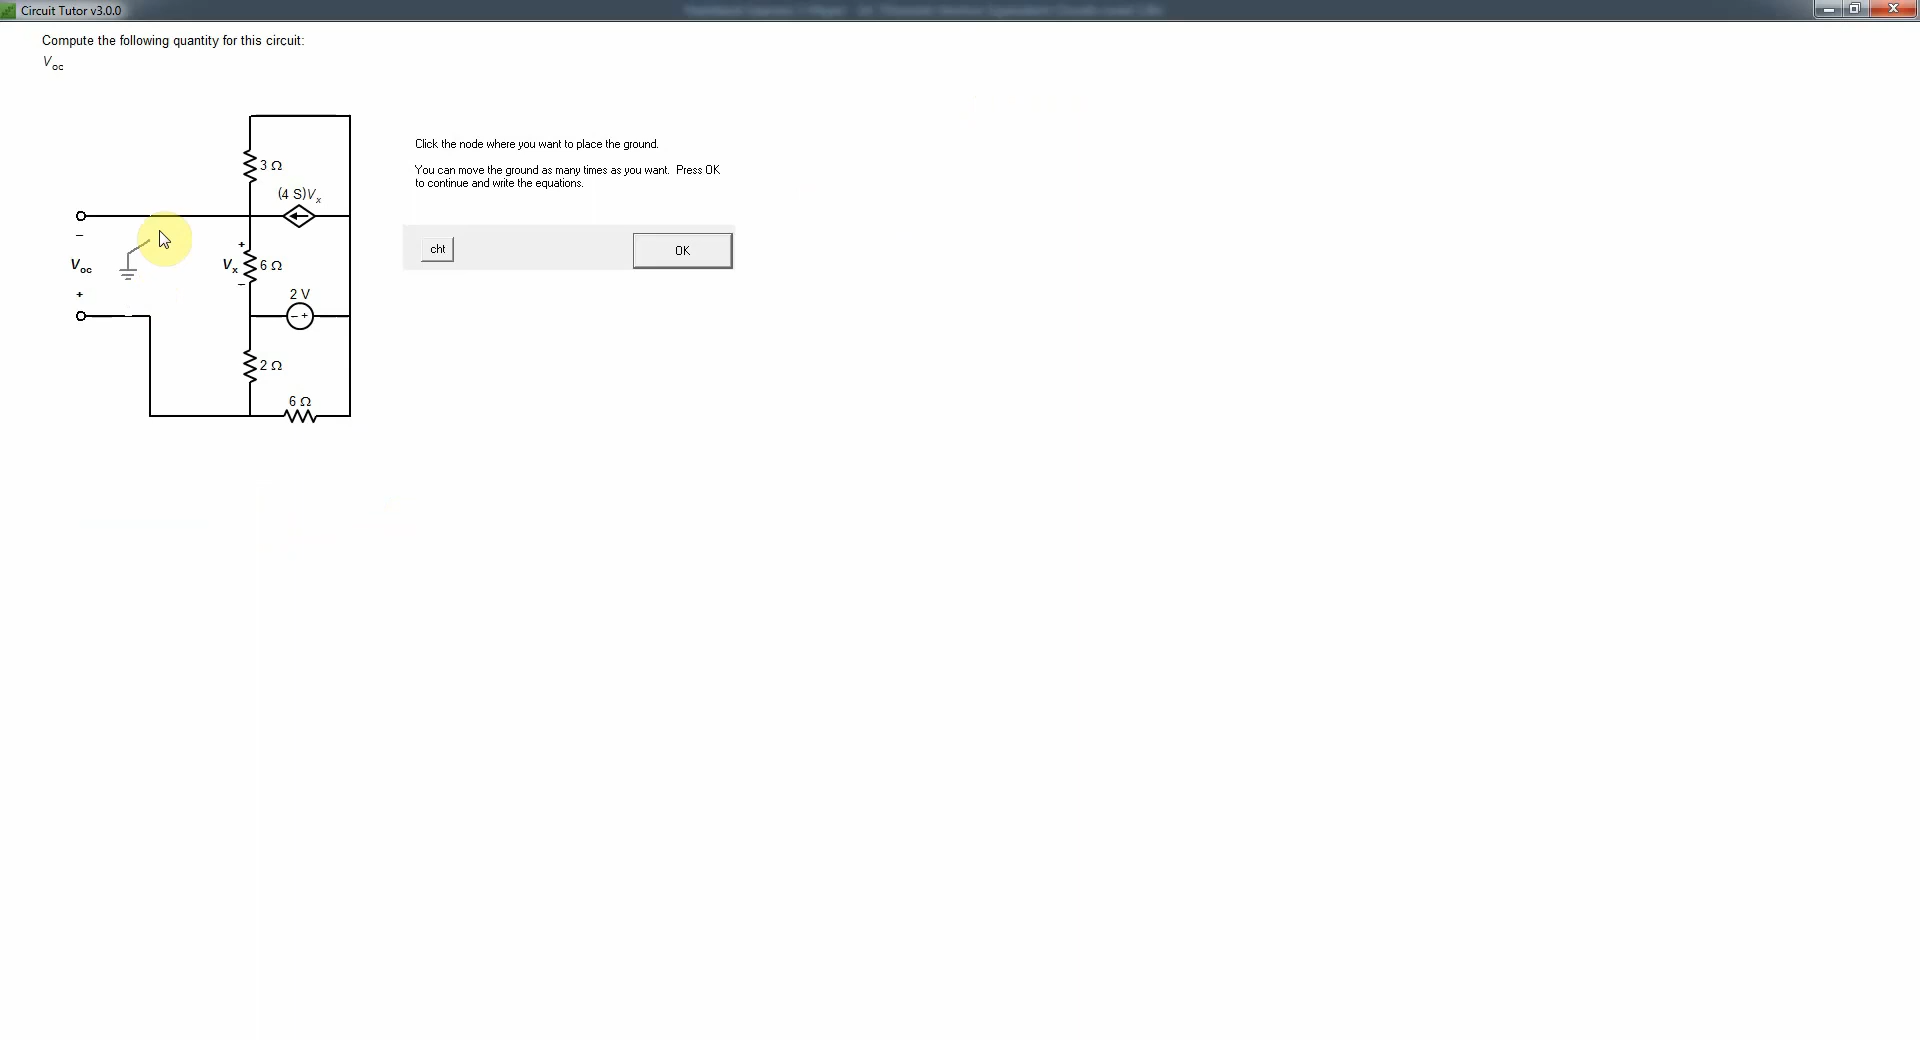 Circuit Tutor v3.0.0
Compute the following quantity for this circuit:
Voc
3 Ω
(4 S)Vx
−
Voc
+
+
Vx
−
6 Ω
2 V
− +
2 Ω
6 Ω
Click the node where you want to place the ground.
You can move the ground as many times as you want. Press OK
to continue and write the equations.
cht
OK